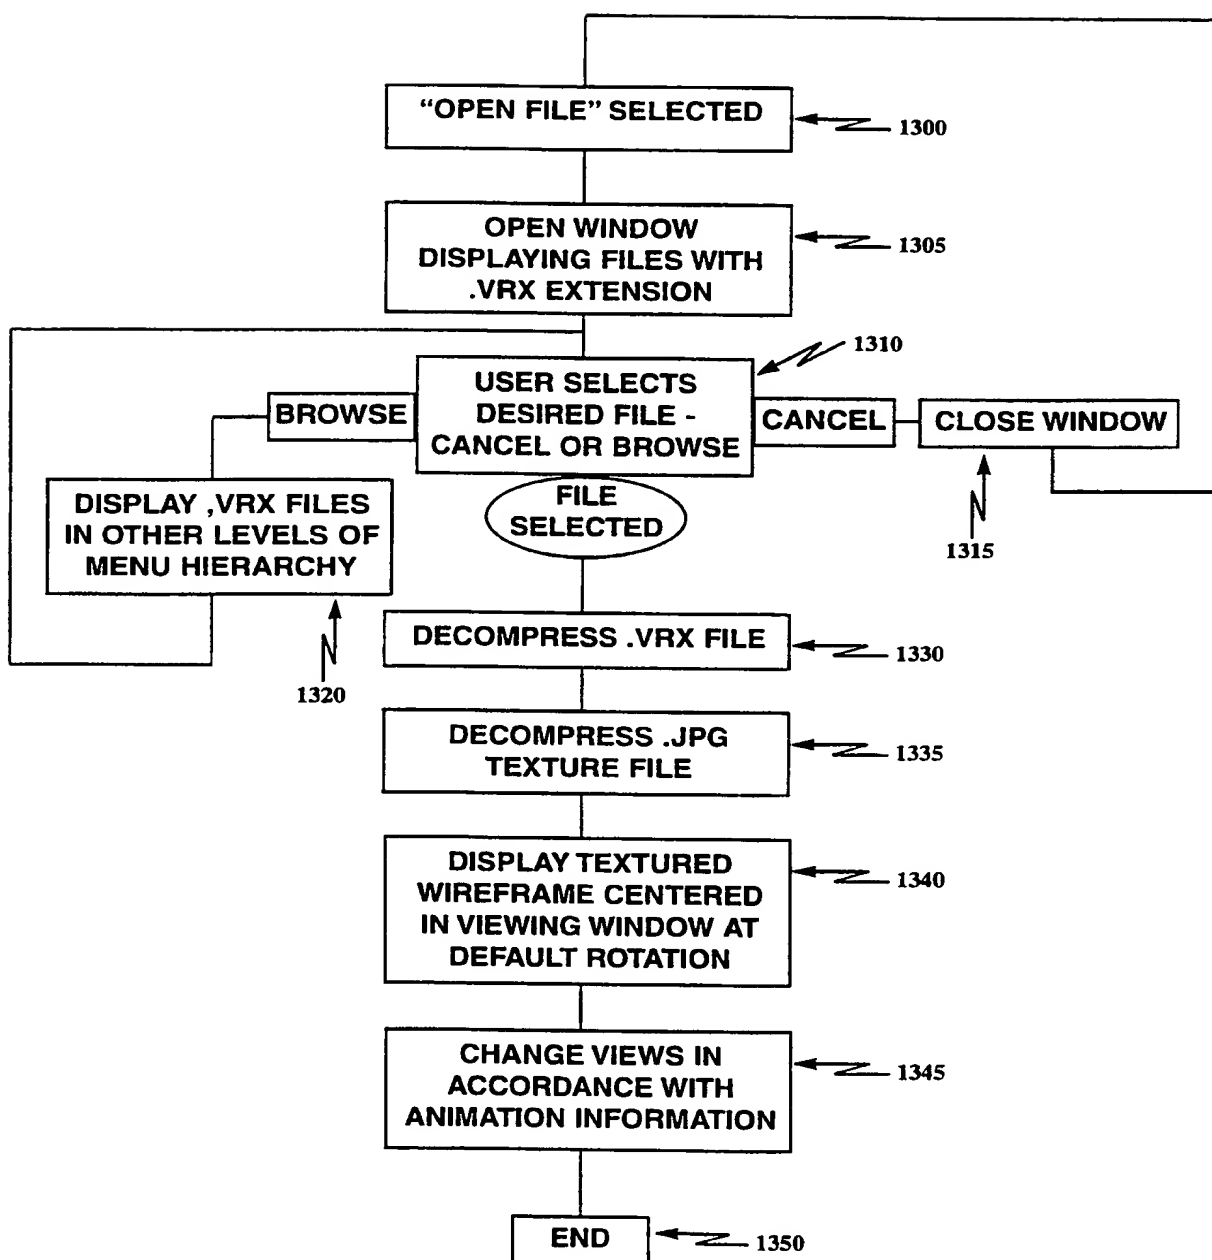 “OPEN FILE” SELECTED
1300
OPEN WINDOW
DISPLAYING FILES WITH
.VRX EXTENSION
1305
1310
USER SELECTS
DESIRED FILE -
CANCEL OR BROWSE
BROWSE
CANCEL
CLOSE WINDOW
1315
DISPLAY ,VRX FILES
IN OTHER LEVELS OF
MENU HIERARCHY
1320
FILE
SELECTED
DECOMPRESS .VRX FILE
1330
DECOMPRESS .JPG
TEXTURE FILE
1335
DISPLAY TEXTURED
WIREFRAME CENTERED
IN VIEWING WINDOW AT
DEFAULT ROTATION
1340
CHANGE VIEWS IN
ACCORDANCE WITH
ANIMATION INFORMATION
1345
END
1350